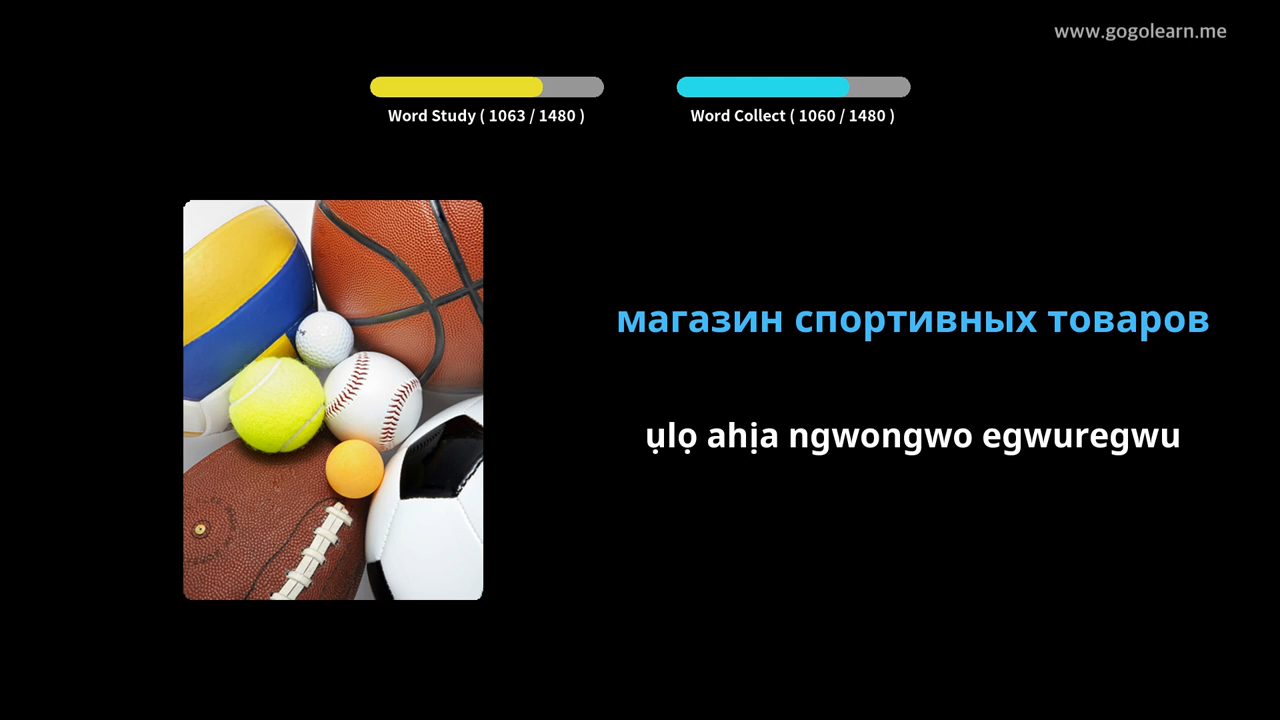 www.gogolearn.me
Word Study ( 1063 / 1480 )
Word Collect ( 1060 / 1480 )
магазин спортивных товаров
ụlọ ahịa ngwongwo egwuregwu